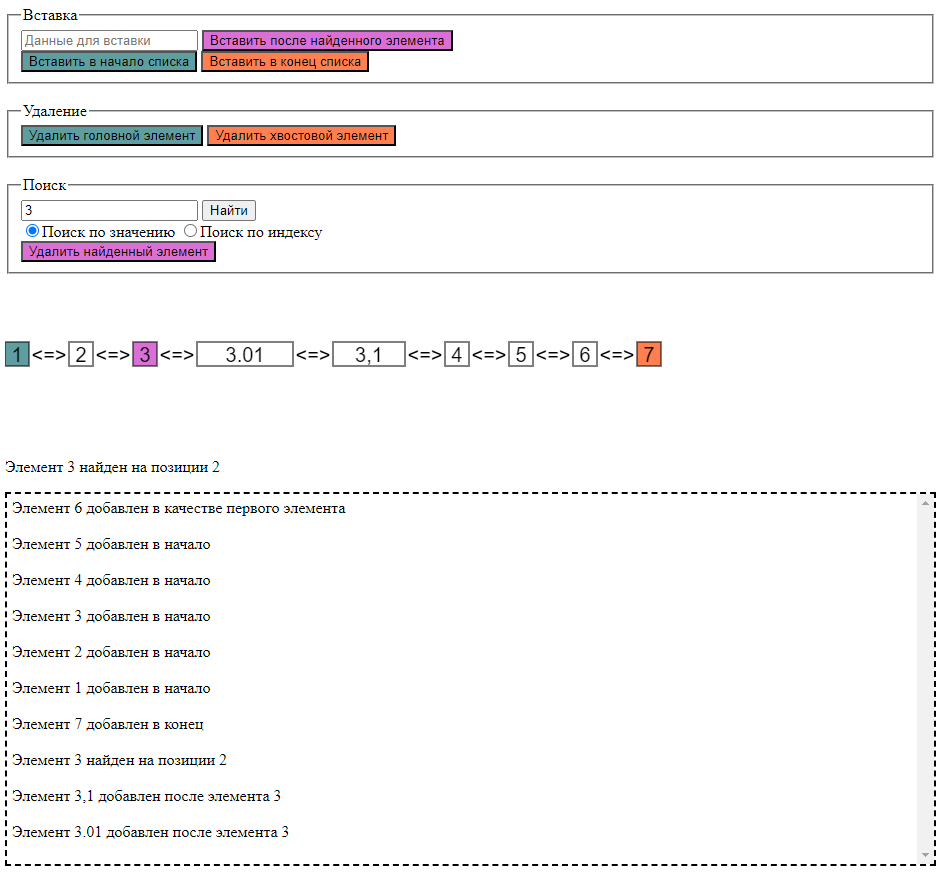 Вставка
Данные для вставки Вставить после найденного элемента
Вставить в начало списка Вставить в конец списка
Удаление
Удалить головной элемент Удалить хвостовой элемент
Поиск
3 Найти
Поиск по значению Поиск по индексу
Удалить найденный элемент
1 <=> 2 <=> 3 <=> 3.01 <=> 3,1 <=> 4 <=> 5 <=> 6 <=> 7
Элемент 3 найден на позиции 2
Элемент 6 добавлен в качестве первого элемента
Элемент 5 добавлен в начало
Элемент 4 добавлен в начало
Элемент 3 добавлен в начало
Элемент 2 добавлен в начало
Элемент 1 добавлен в начало
Элемент 7 добавлен в конец
Элемент 3 найден на позиции 2
Элемент 3,1 добавлен после элемента 3
Элемент 3.01 добавлен после элемента 3